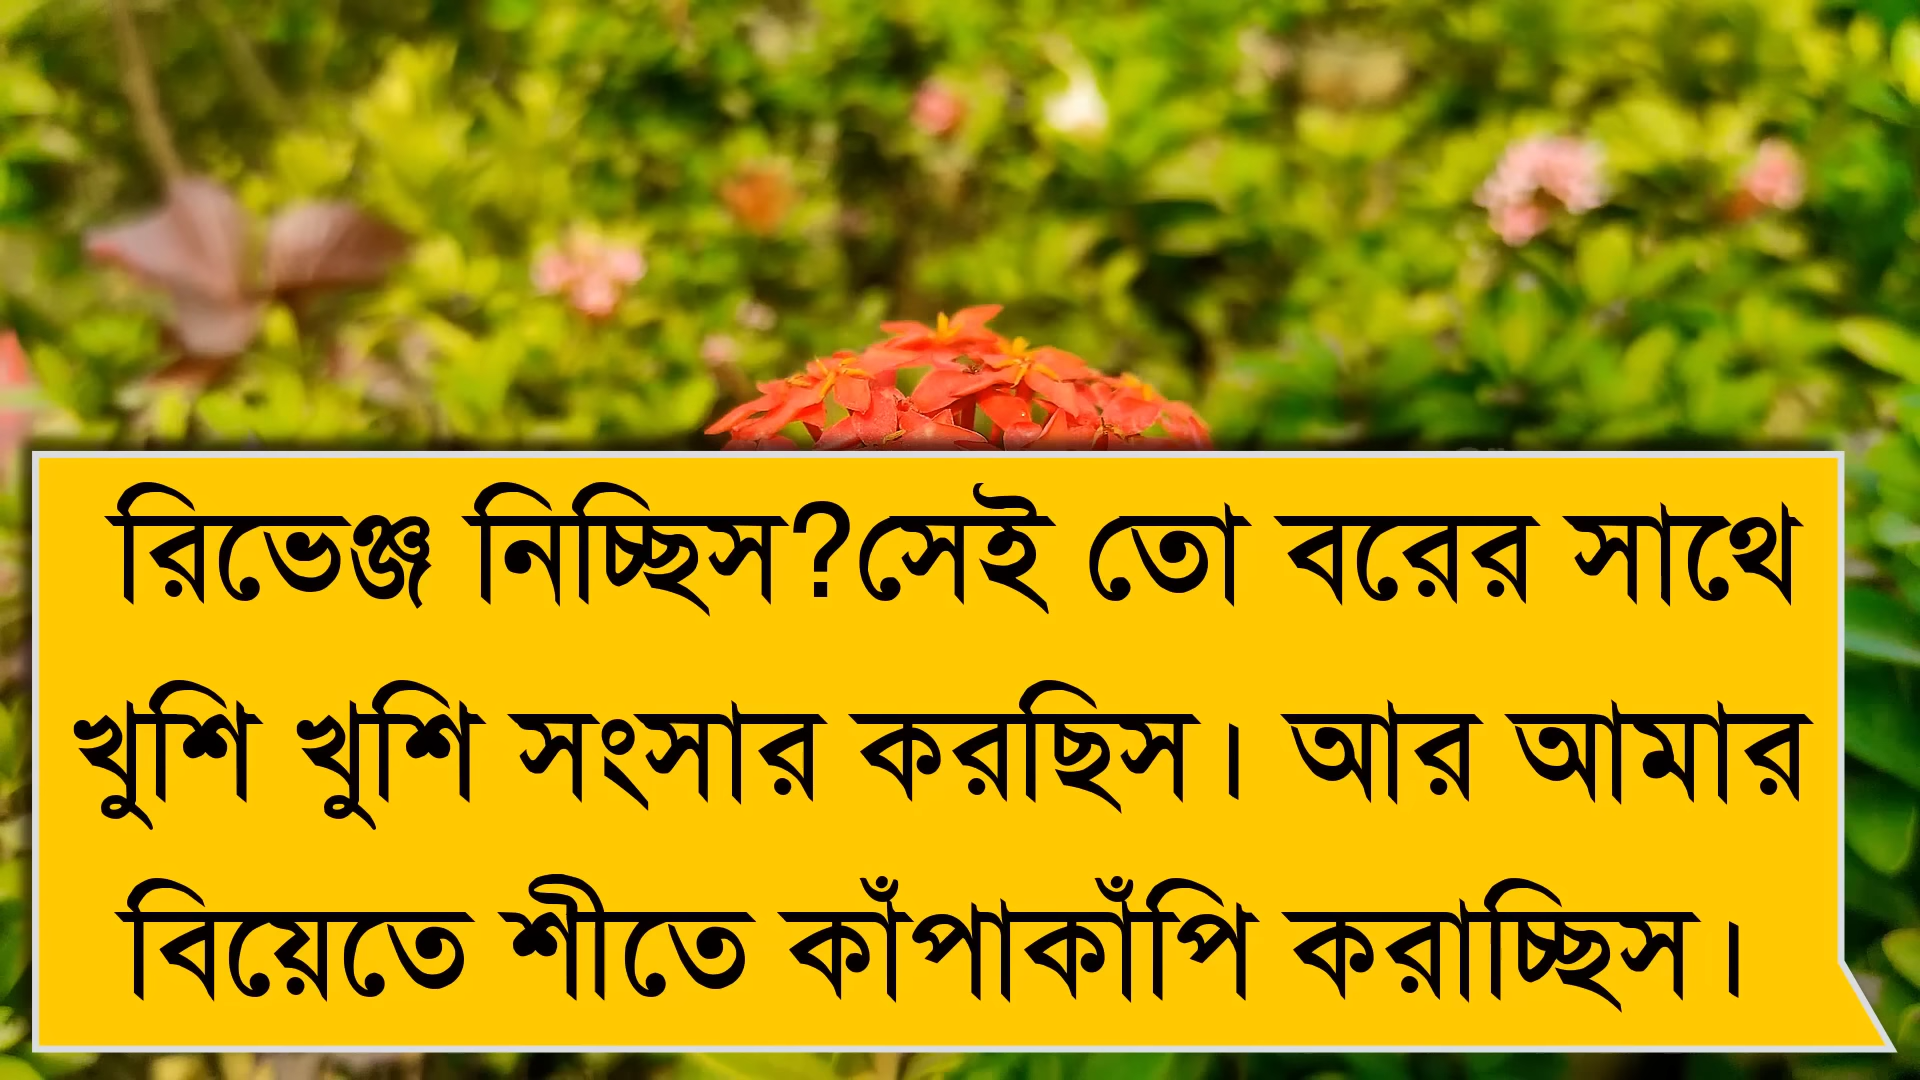 রিভেঞ্জ নিচ্ছিস?সেই তো বরের সাথে
খুশি খুশি সংসার করছিস। আর আমার
বিয়েতে শীতে কাঁপাকাঁপি করাচ্ছিস।